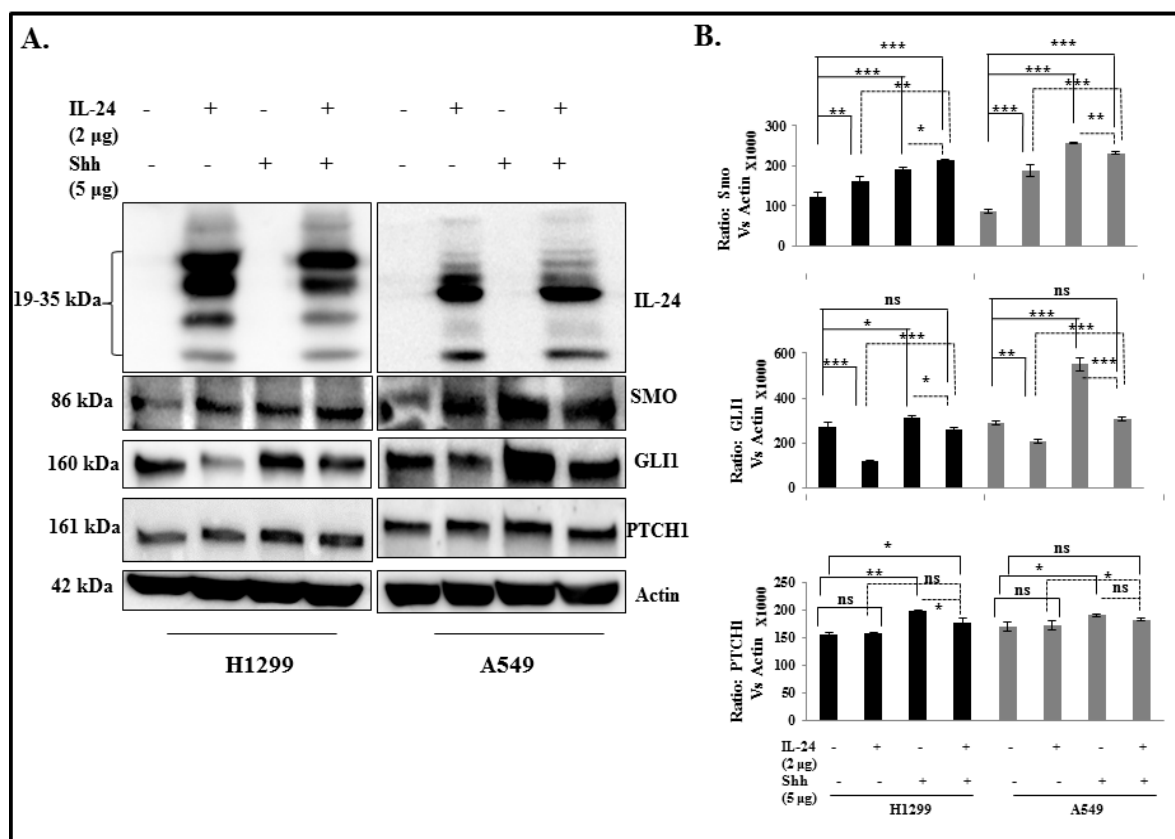 A.
IL-24 - + - + - + - +
(2 µg)
Shh - - + + - - + +
(5 µg)
19-35 kDa
IL-24
86 kDa
SMO
160 kDa
GLI1
161 kDa
PTCH1
42 kDa
Actin
H1299
A549
B.
*** ***
*** ** *** ***
** * *** **
Ratio: Smo
Vs Actin X1000
300
200
100
0
ns ns
* *** *** ***
*** * ** ***
Ratio: GLI1
Vs Actin X1000
600
400
200
0
* ns
** ns * *
ns * ns ns
Ratio: PTCH1
Vs Actin X1000
250
200
150
100
50
0
IL-24 - + - + - + - +
(2 µg)
Shh - - + + - - + +
(5 µg)
H1299
A549